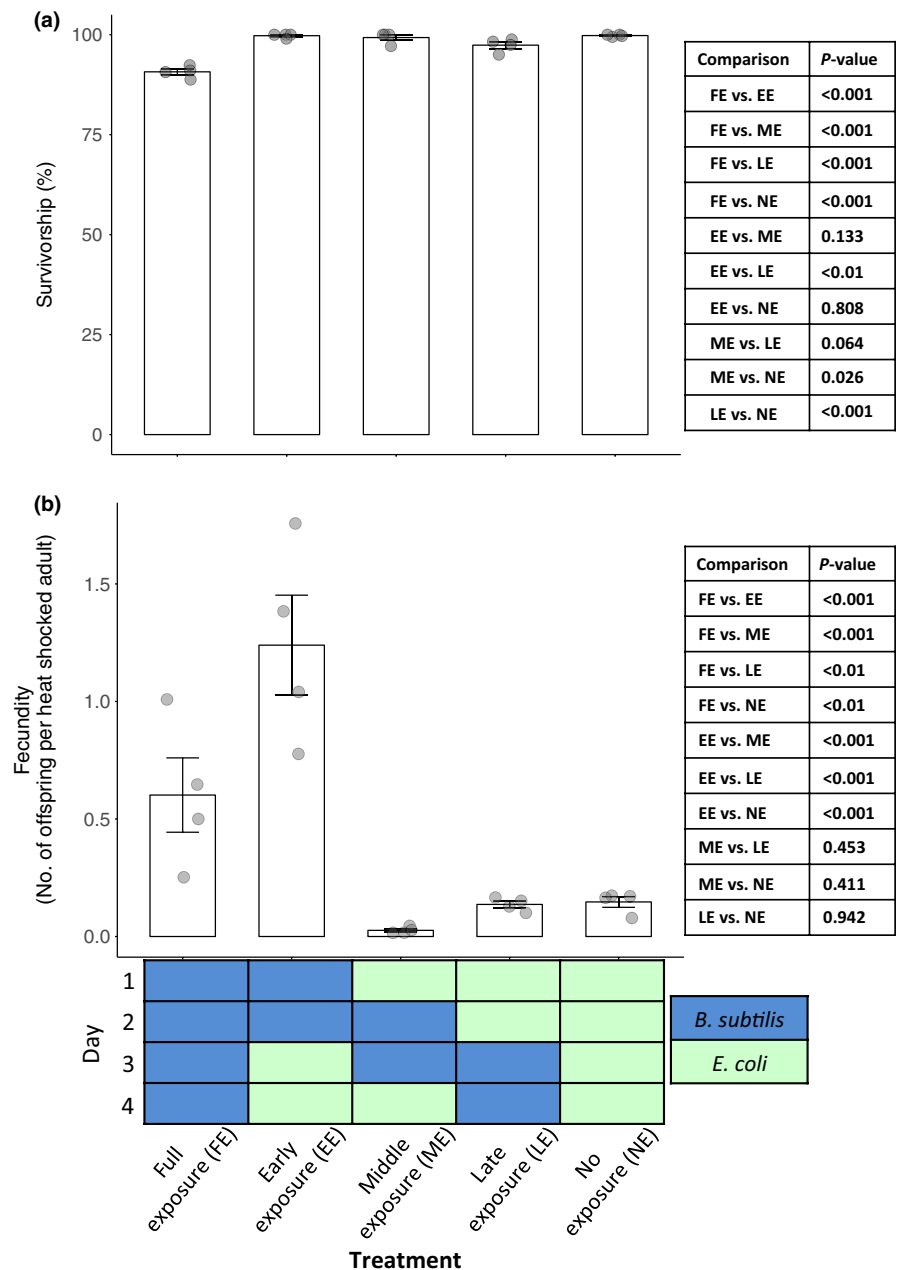 (a)
100
75
50
25
0
Survivorship (%)
Comparison P-value
FE vs. EE <0.001
FE vs. ME <0.001
FE vs. LE <0.001
FE vs. NE <0.001
EE vs. ME 0.133
EE vs. LE <0.01
EE vs. NE 0.808
ME vs. LE 0.064
ME vs. NE 0.026
LE vs. NE <0.001
(b)
1.5
1.0
0.5
0.0
Fecundity
(No. of offspring per heat shocked adult)
Comparison P-value
FE vs. EE <0.001
FE vs. ME <0.001
FE vs. LE <0.01
FE vs. NE <0.01
EE vs. ME <0.001
EE vs. LE <0.001
EE vs. NE <0.001
ME vs. LE 0.453
ME vs. NE 0.411
LE vs. NE 0.942
Day
1
2
3
4
B. subtilis
E. coli
Full
exposure (FE)
Early
exposure (EE)
Middle
exposure (ME)
Late
exposure (LE)
No
exposure (NE)
Treatment